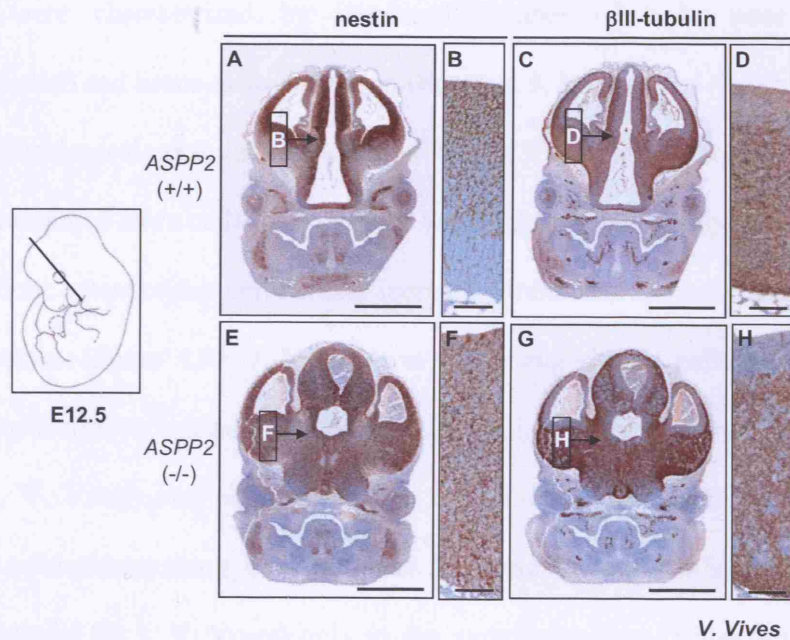 nestin βIII-tubulin
A B C D
B D
ASPP2
(+/+)
E F G H
F H
E12.5
ASPP2
(-/-)
V. Vives